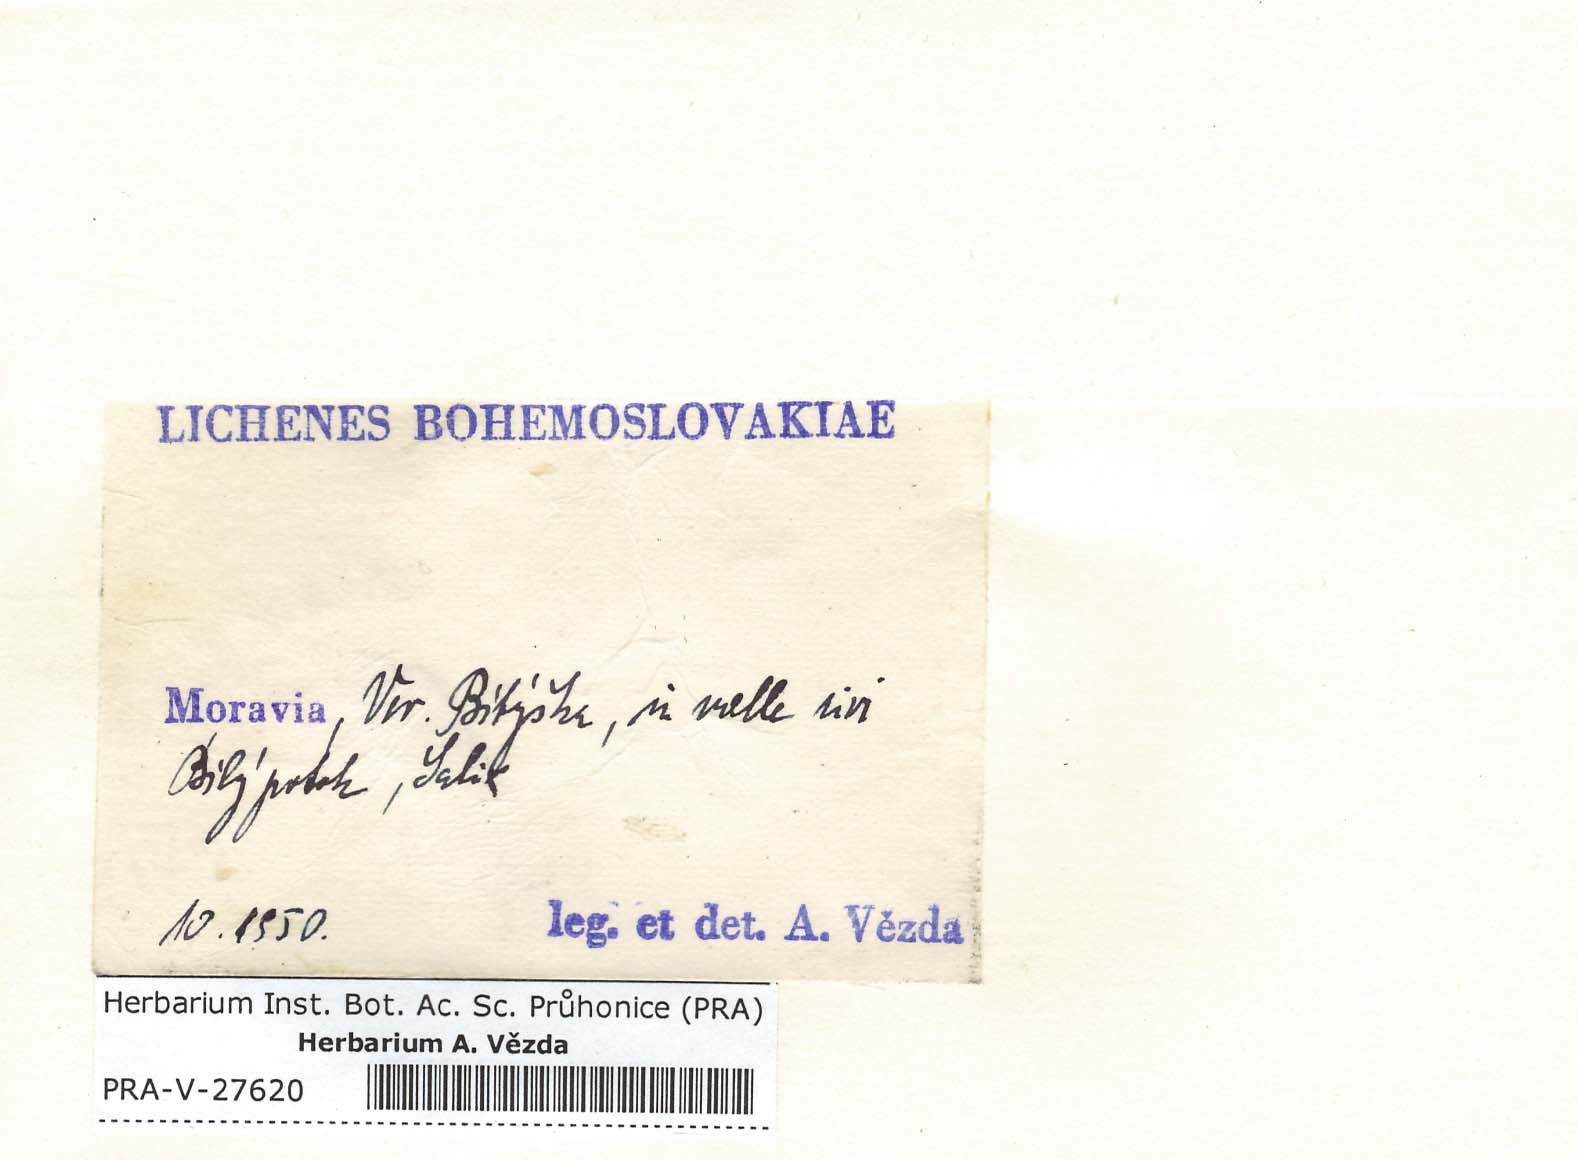 LICHENES BOHEMOSLOVAKIAE
Moravia, Ver. Bitýška, in valle rivi
Bílý potok, Salix
10.1950.
leg. et det. A. Vězda
Herbarium Inst. Bot. Ac. Sc. Průhonice (PRA)
Herbarium A. Vězda
PRA-V-27620